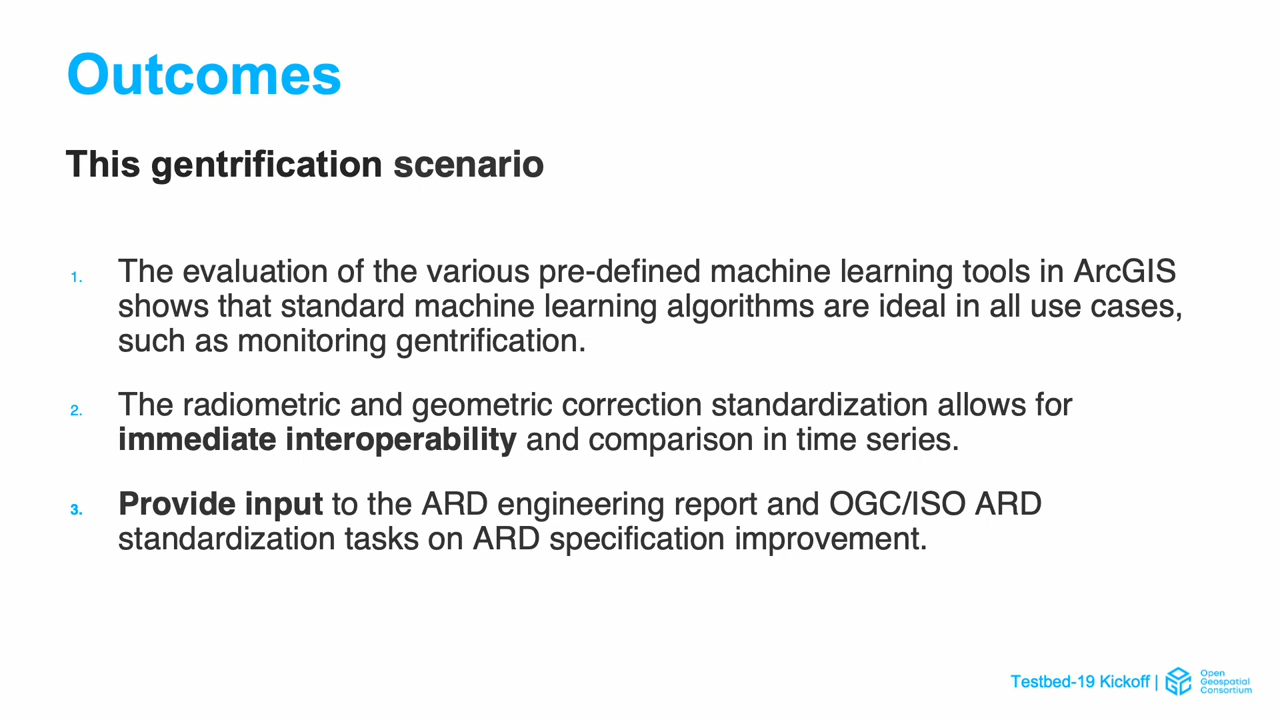 Outcomes
This gentrification scenario
1. The evaluation of the various pre-defined machine learning tools in ArcGIS
shows that standard machine learning algorithms are ideal in all use cases,
such as monitoring gentrification.
2. The radiometric and geometric correction standardization allows for
immediate interoperability and comparison in time series.
3. Provide input to the ARD engineering report and OGC/ISO ARD
standardization tasks on ARD specification improvement.
Testbed-19 Kickoff |
Open
Geospatial
Consortium